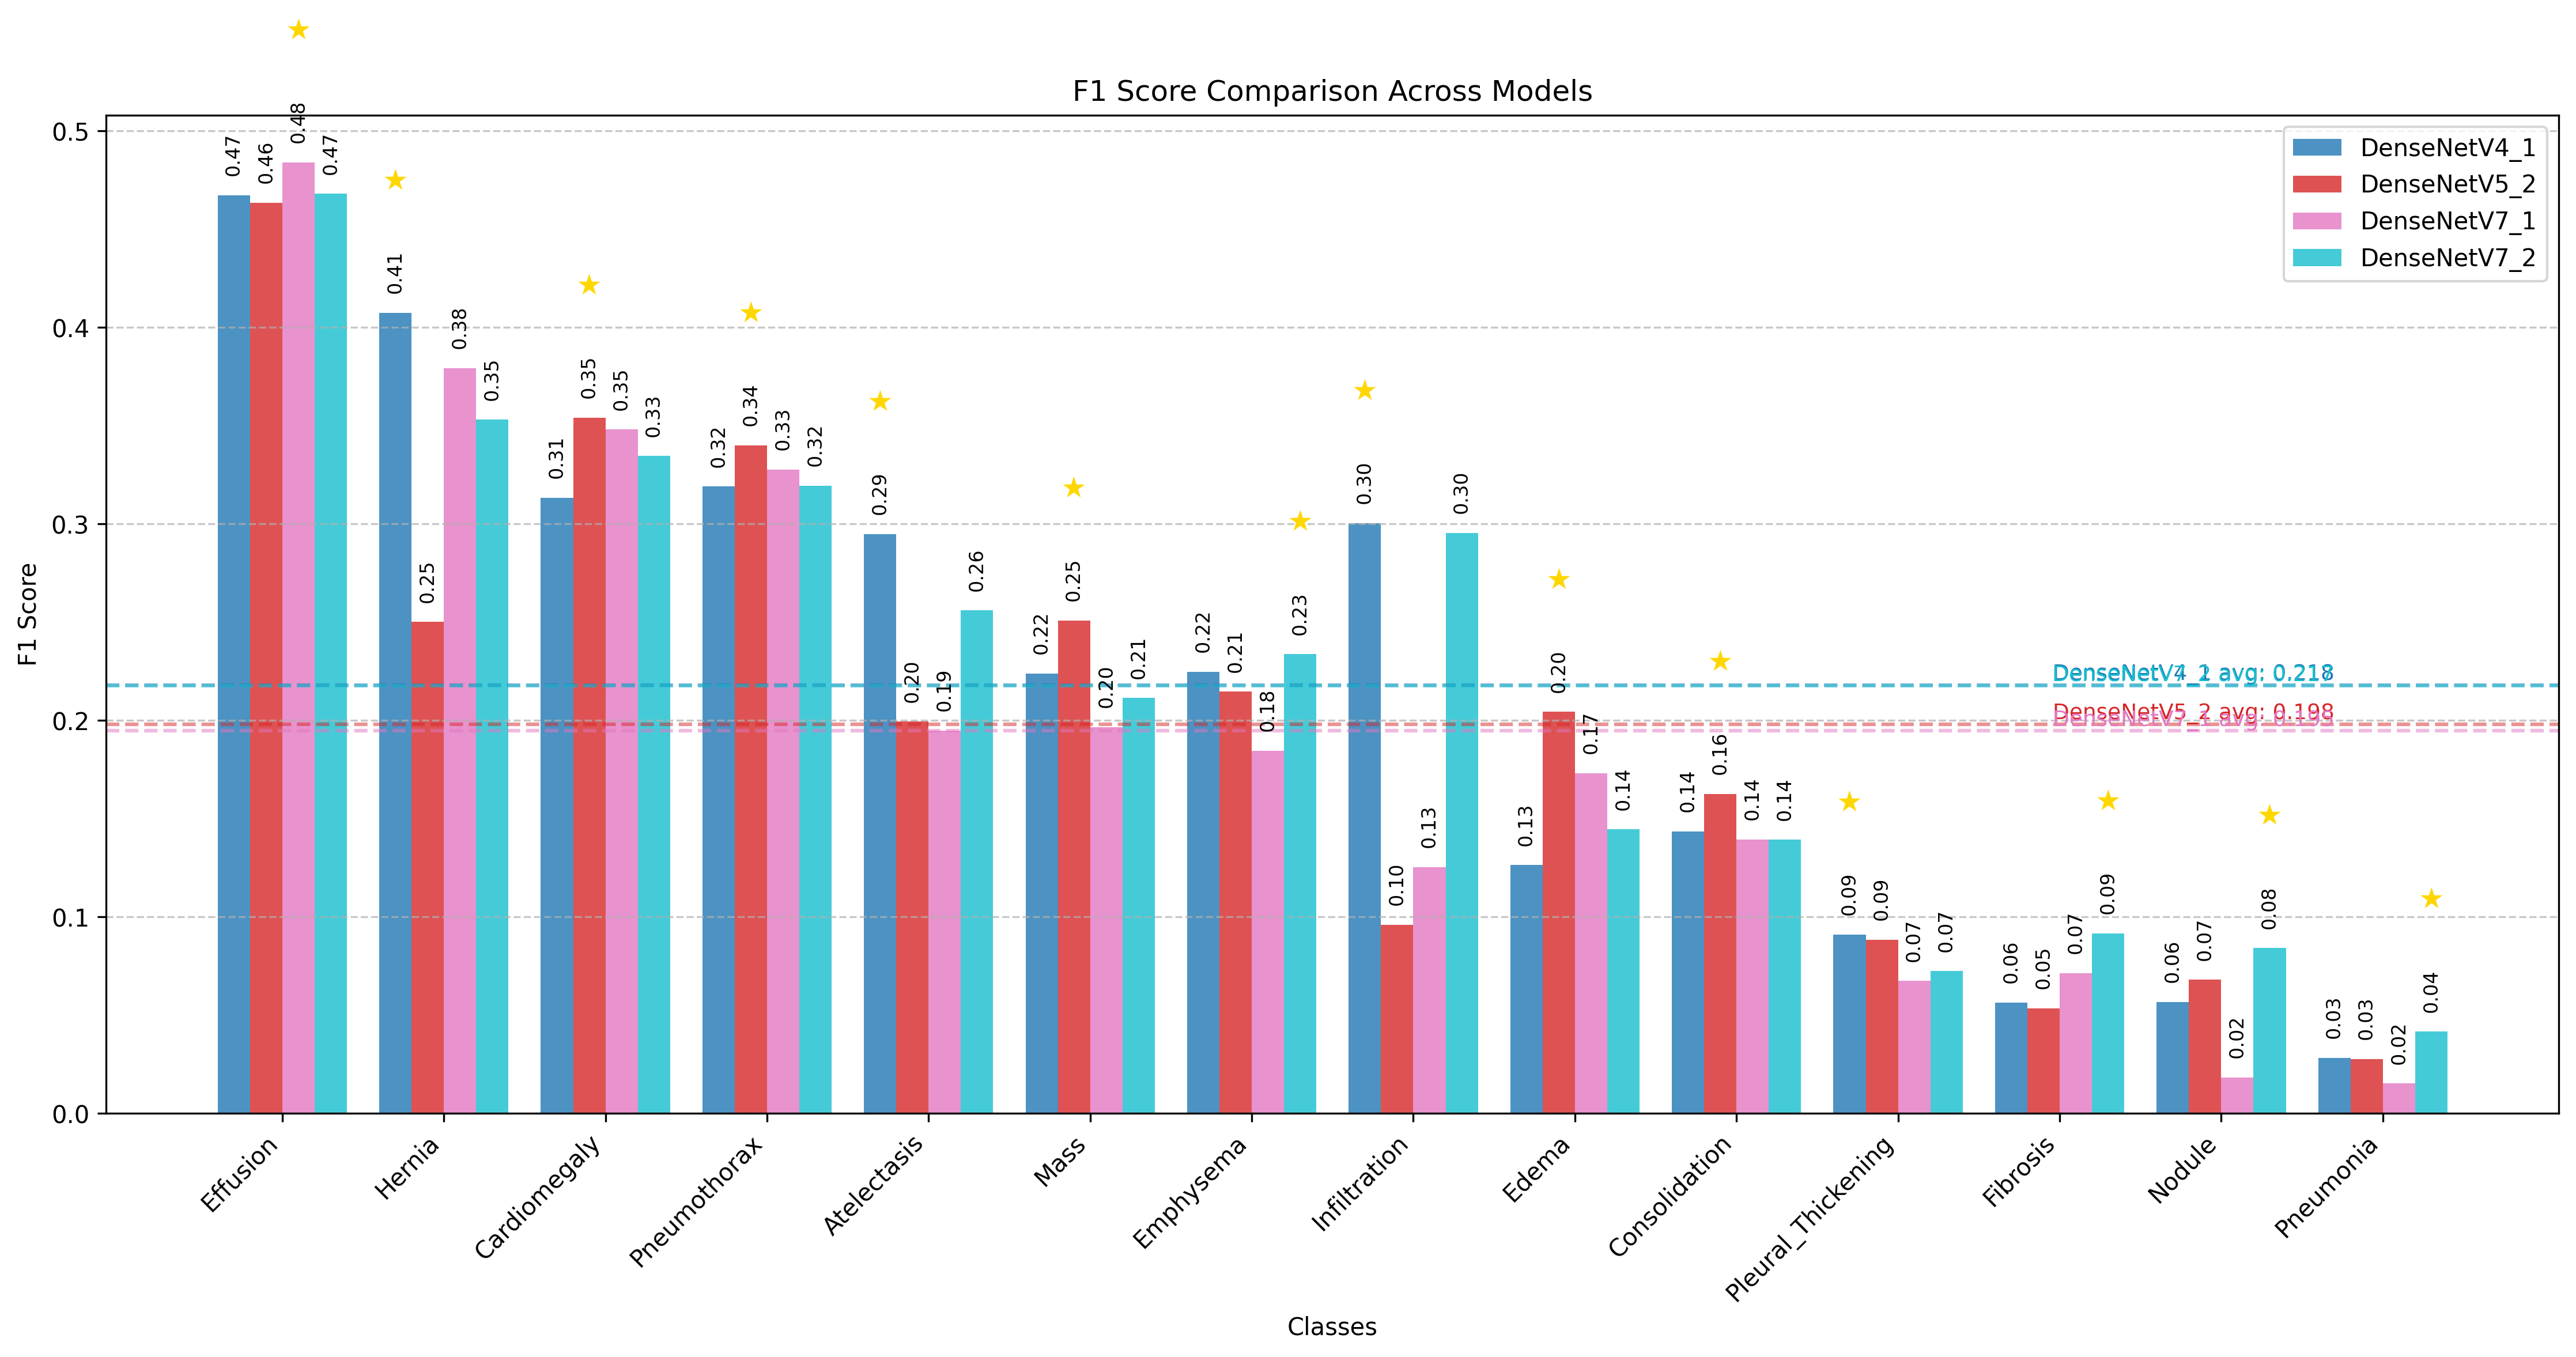 F1 Score Comparison Across Models
DenseNetV4_1
DenseNetV5_2
DenseNetV7_1
DenseNetV7_2
F1 Score
0.5
0.4
0.3
0.2
0.1
0.0
0.47 0.46 0.48 0.47
0.41 0.25 0.38 0.35
0.31 0.35 0.35 0.33
0.32 0.34 0.33 0.32
0.29 0.20 0.19 0.26
0.22 0.25 0.20 0.21
0.22 0.21 0.18 0.23
0.30 0.10 0.13 0.30
0.13 0.20 0.17 0.14
0.14 0.16 0.14 0.14
0.09 0.09 0.07 0.07
0.06 0.05 0.07 0.09
0.06 0.07 0.02 0.08
0.03 0.03 0.02 0.04
DenseNetV5_2 avg: 0.198
Effusion
Hernia
Cardiomegaly
Pneumothorax
Atelectasis
Mass
Emphysema
Infiltration
Edema
Consolidation
Pleural_Thickening
Fibrosis
Nodule
Pneumonia
Classes